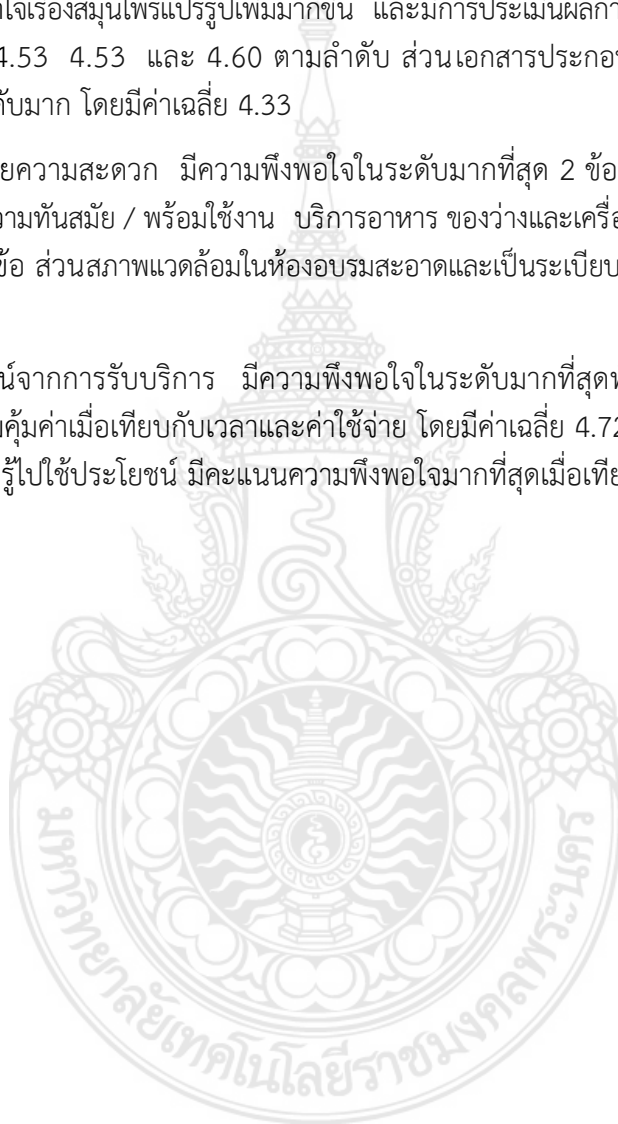 ใจเรื่องสมุนไพรแปรรูปเพิ่มมากขึ้น และมีการประเมินผลกา
4.53 4.53 และ 4.60 ตามลำดับ ส่วนเอกสารประกอบ
ดับมาก โดยมีค่าเฉลี่ย 4.33
ยความสะดวก มีความพึงพอใจในระดับมากที่สุด 2 ข้อ
วามทันสมัย / พร้อมใช้งาน บริการอาหาร ของว่างและเครื่อ
ข้อ ส่วนสภาพแวดล้อมในห้องอบรมสะอาดและเป็นระเบียบ
น์จากการรับบริการ มีความพึงพอใจในระดับมากที่สุดท
มคุ้มค่าเมื่อเทียบกับเวลาและค่าใช้จ่าย โดยมีค่าเฉลี่ย 4.72
รู้ไปใช้ประโยชน์ มีคะแนนความพึงพอใจมากที่สุดเมื่อเทีย
มหาวิทยาลัยเทคโนโลยีราชมงคลพระนคร